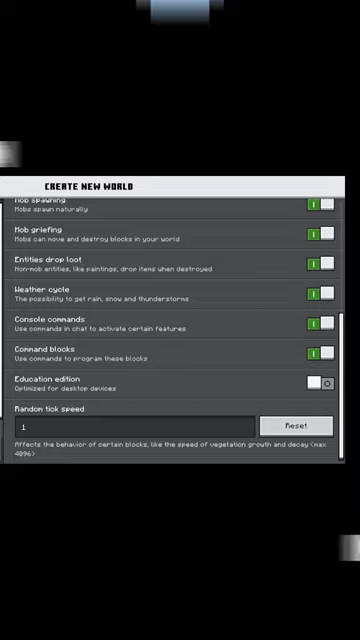 CREATE NEW WORLD
Mob spawning
Mobs spawn naturally
Mob griefing
Mobs can move and destroy blocks in your world
Entities drop loot
Non-mob entities, like paintings, drop items when destroyed
Weather cycle
The possibility to get rain, snow and thunderstorms
Console commands
Use commands in chat to activate certain features
Command blocks
Use commands to program these blocks
Education edition
Optimized for desktop devices
Random tick speed
1
Reset
Affects the behavior of certain blocks, like the speed of vegetation growth and decay (max
4096)